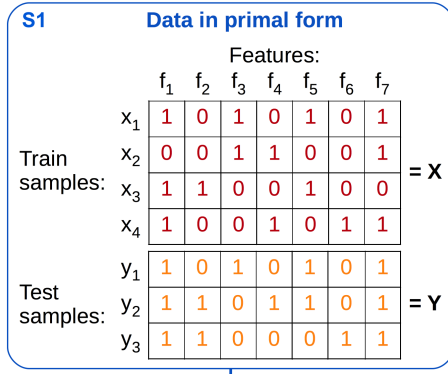 S1 Data in primal form
Features:
f1 f2 f3 f4 f5 f6 f7
x1 1 0 1 0 1 0 1
x2 0 0 1 1 0 0 1
Train samples:
x3 1 1 0 0 1 0 0
x4 1 0 0 1 0 1 1
= X
y1 1 0 1 0 1 0 1
Test samples:
y2 1 1 0 1 1 0 1
y3 1 1 0 0 0 1 1
= Y